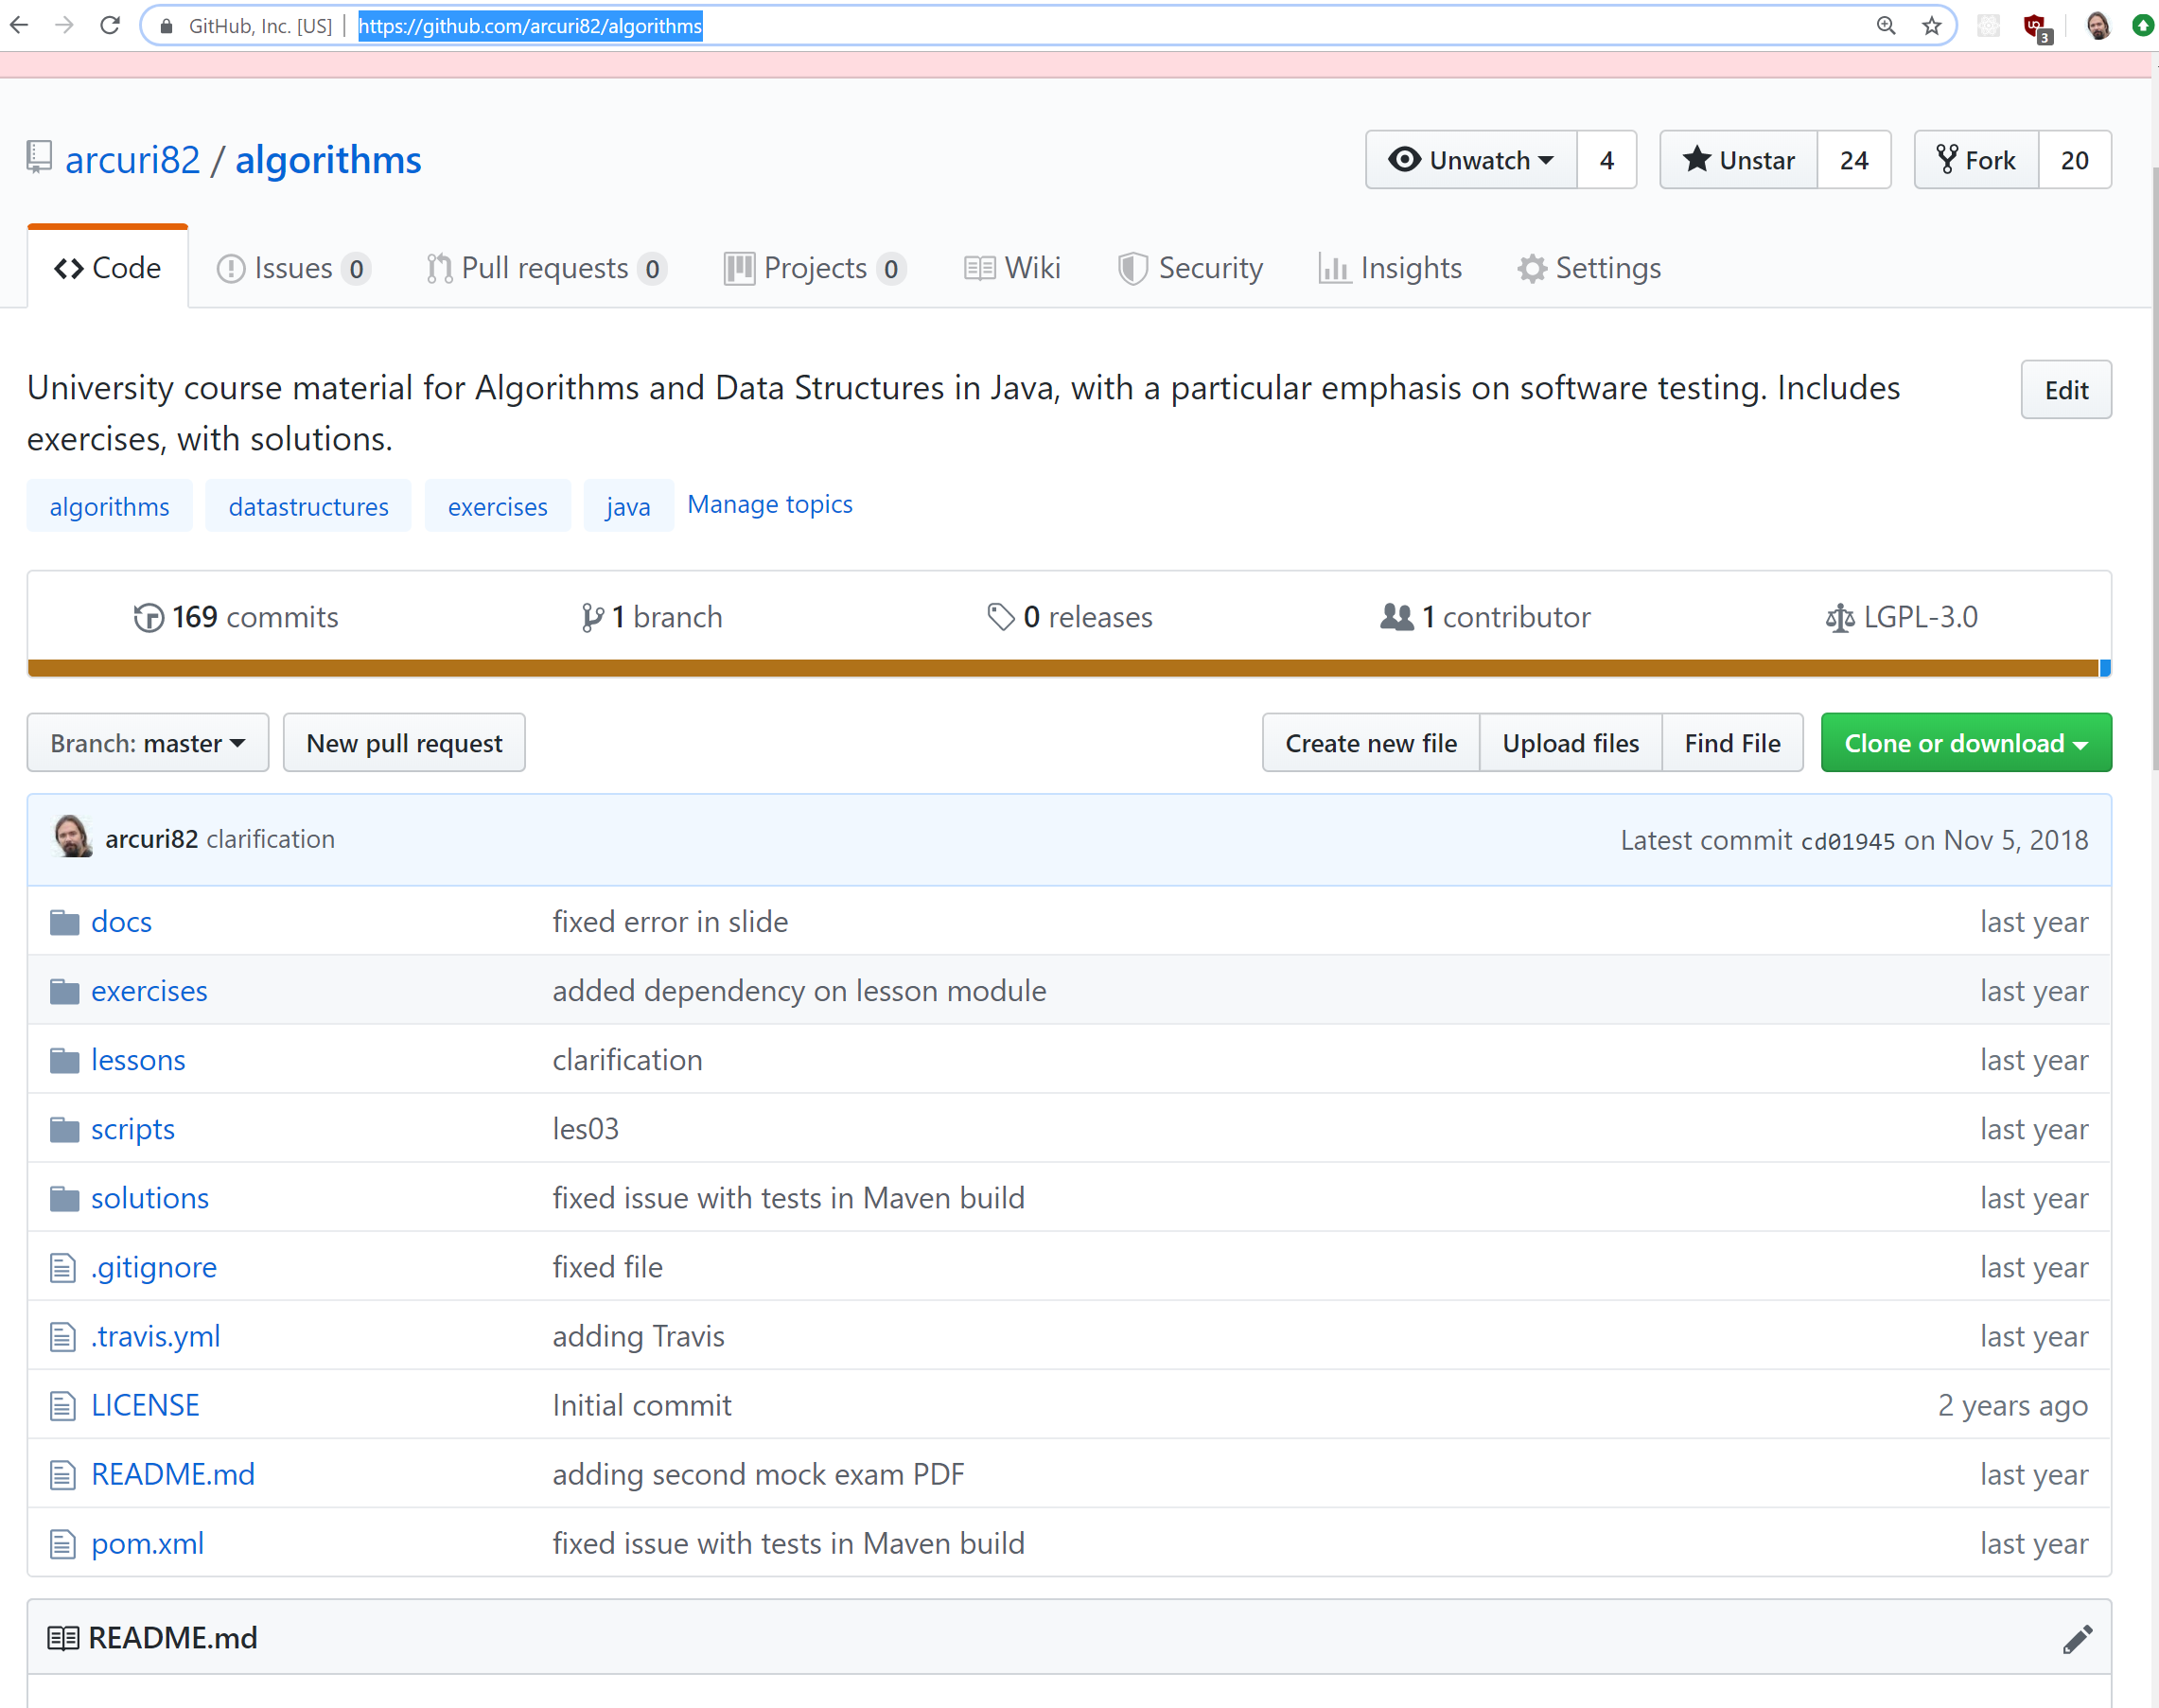 GitHub, Inc. [US] | https://github.com/arcuri82/algorithms
3
arcuri82 / algorithms
Unwatch 4 Unstar 24 Fork 20
Code Issues 0 Pull requests 0 Projects 0 Wiki Security Insights Settings
University course material for Algorithms and Data Structures in Java, with a particular emphasis on software testing. Includes
exercises, with solutions.
Edit
algorithms datastructures exercises java Manage topics
169 commits 1 branch 0 releases 1 contributor LGPL-3.0
Branch: master New pull request Create new file Upload files Find File Clone or download
arcuri82 clarification Latest commit cd01945 on Nov 5, 2018
docs fixed error in slide last year
exercises added dependency on lesson module last year
lessons clarification last year
scripts les03 last year
solutions fixed issue with tests in Maven build last year
.gitignore fixed file last year
.travis.yml adding Travis last year
LICENSE Initial commit 2 years ago
README.md adding second mock exam PDF last year
pom.xml fixed issue with tests in Maven build last year
README.md